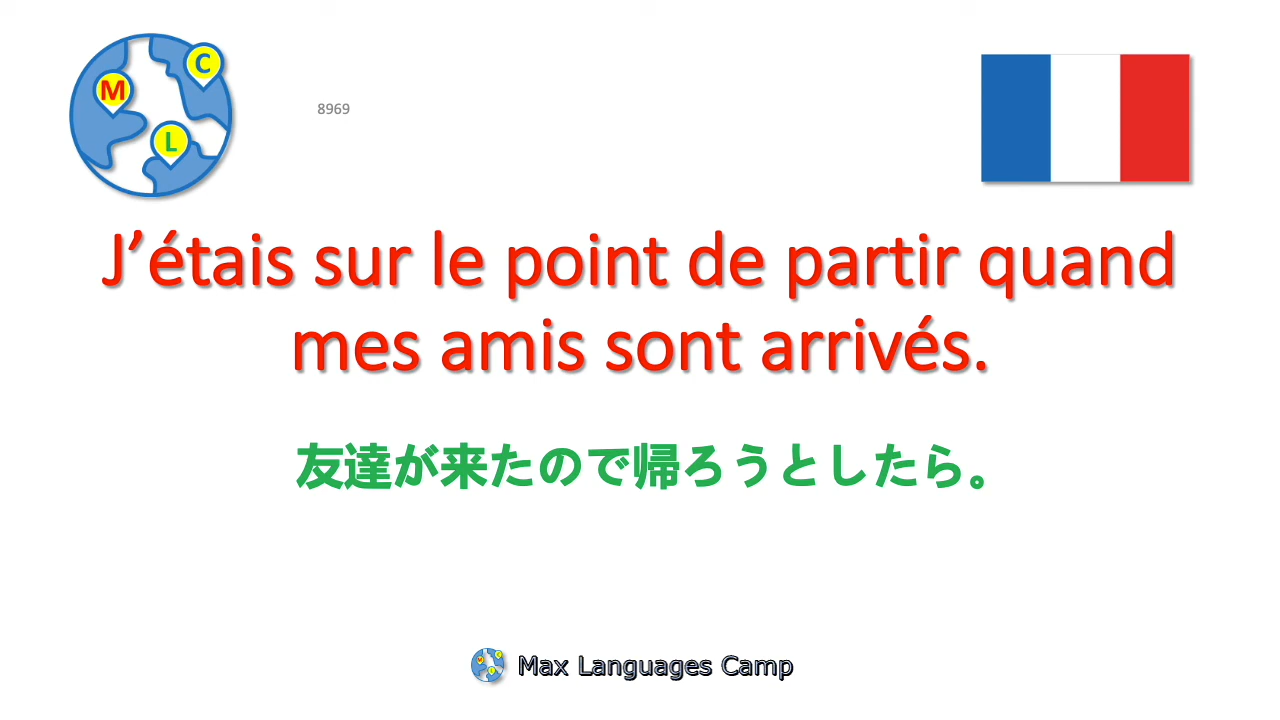 C
M
L
8969
J’étais sur le point de partir quand
mes amis sont arrivés.
友達が来たので帰ろうとしたら。
Max Languages Camp